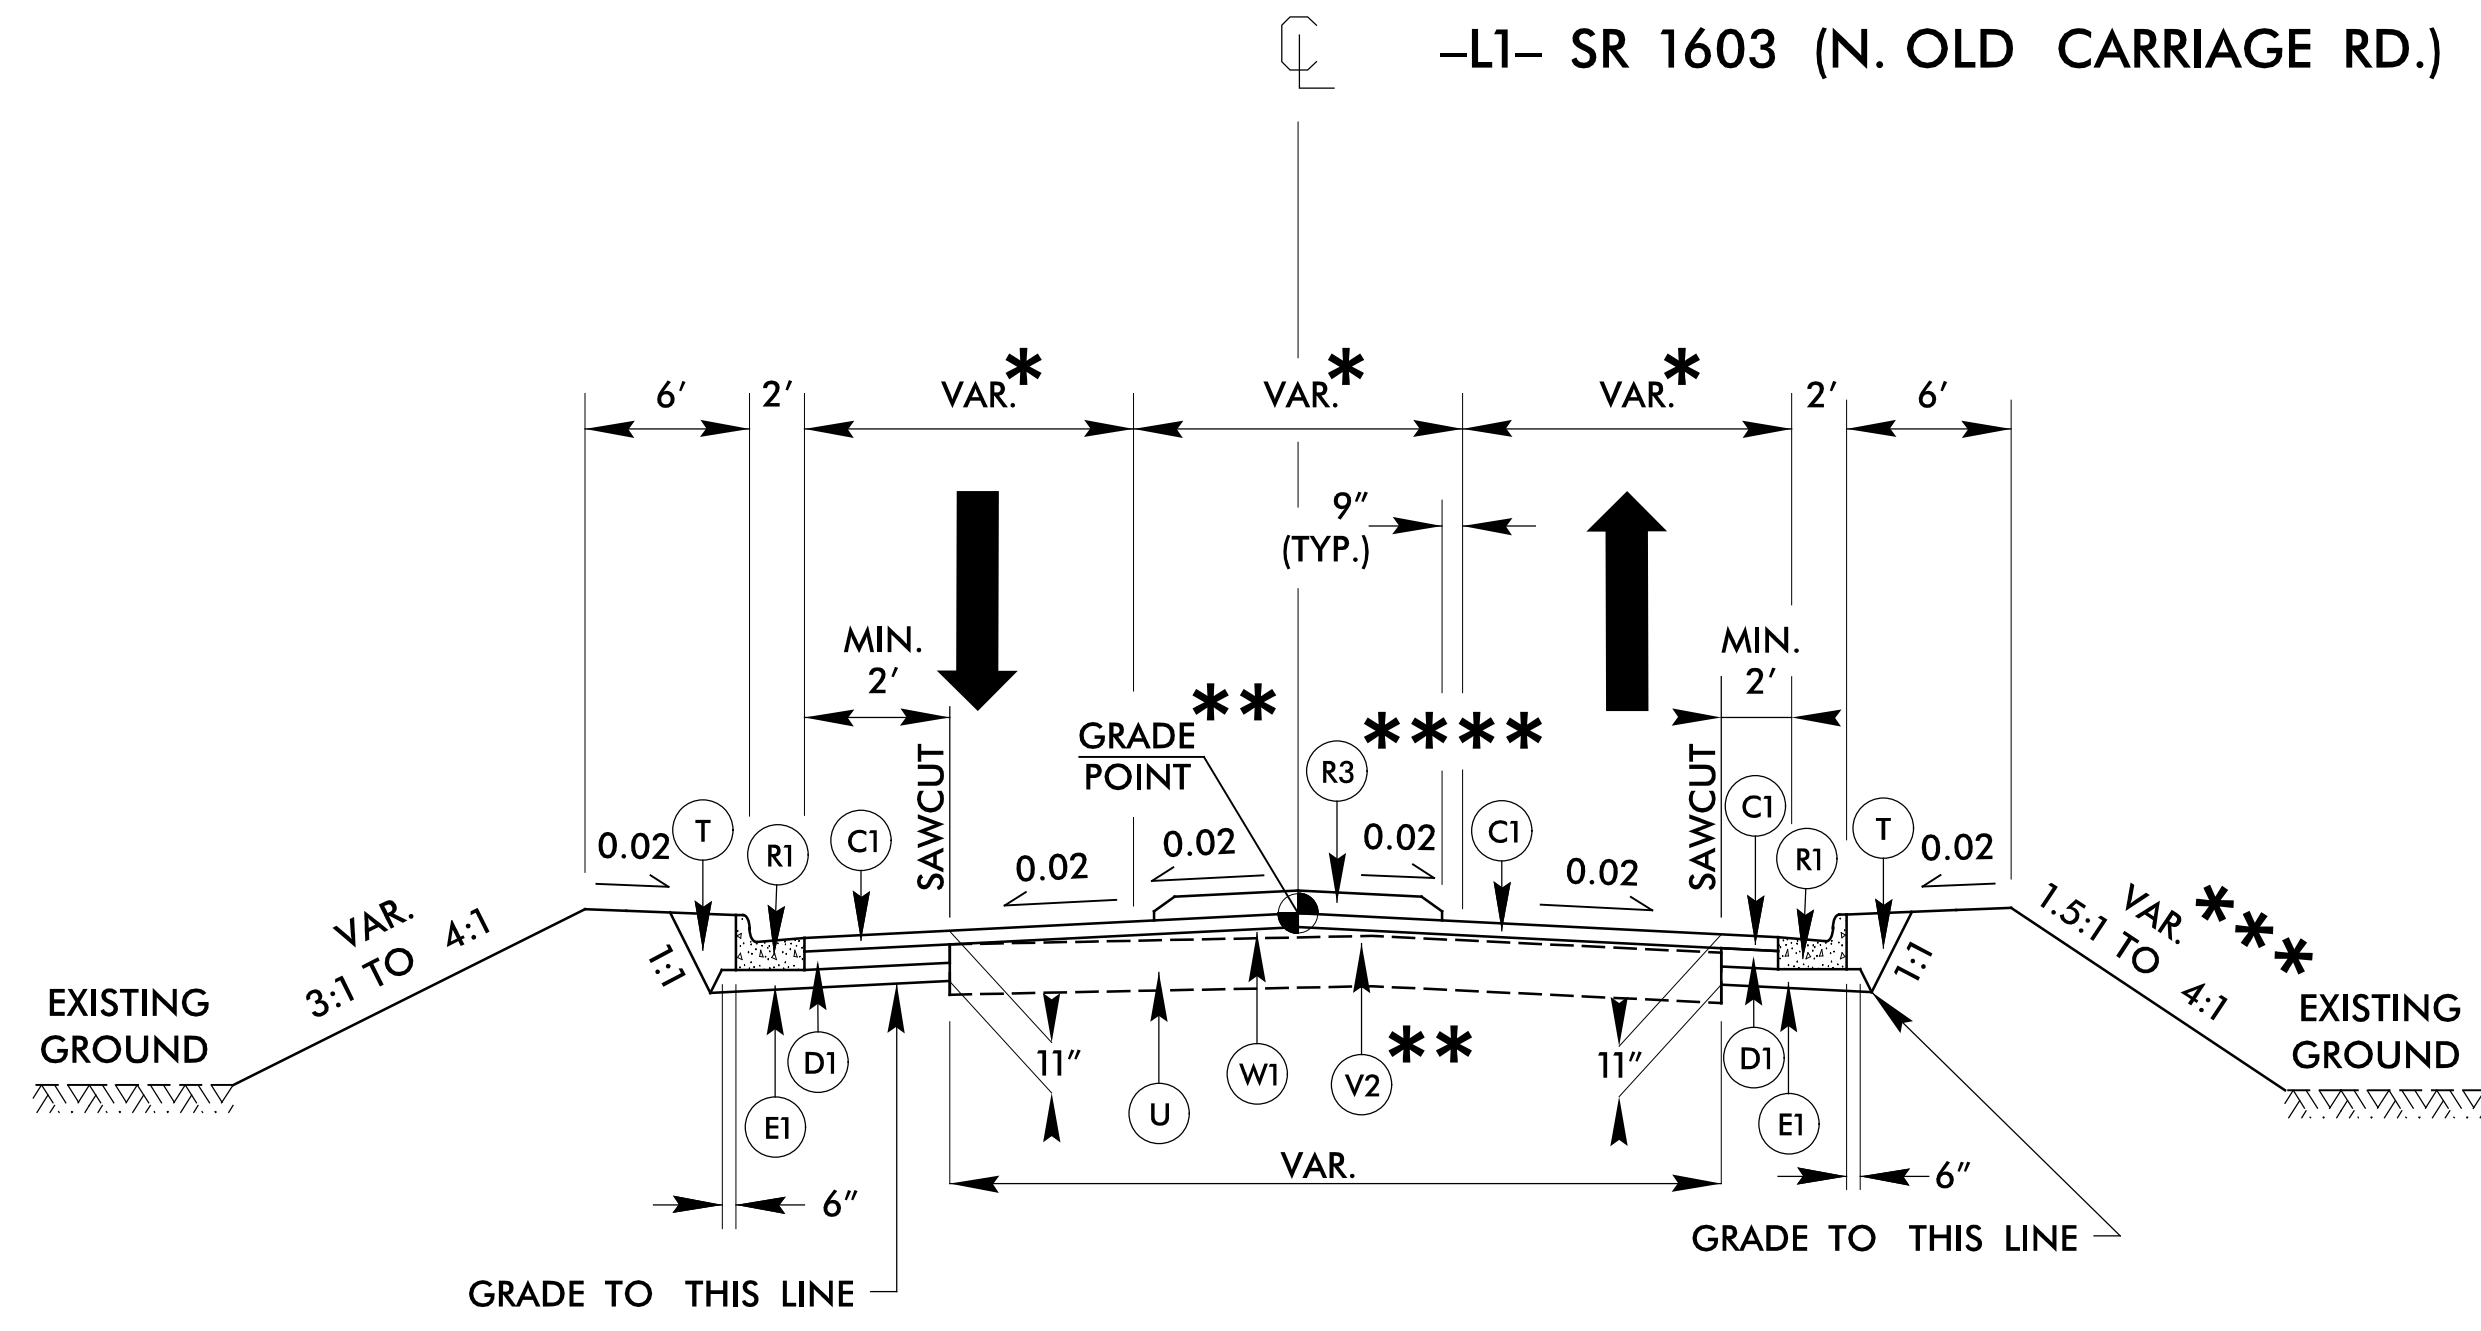 –L1– SR 1603 (N. OLD CARRIAGE RD.)
6' 2' VAR.* VAR.* VAR.* 2' 6'
9"
(TYP.)
MIN.
2'
MIN.
2'
GRADE**
POINT
R3 ****
SAWCUT
SAWCUT
0.02 T R1 C1 0.02 0.02 0.02 C1 0.02 C1 R1 T 0.02
VAR.
3:1 TO 4:1
1:1
1:1
VAR. ***
1.5:1 TO 4:1
EXISTING
GROUND
EXISTING
GROUND
11"
11"
E1 D1 U W1 V2 ** D1 E1
VAR.
6"
6"
GRADE TO THIS LINE
GRADE TO THIS LINE